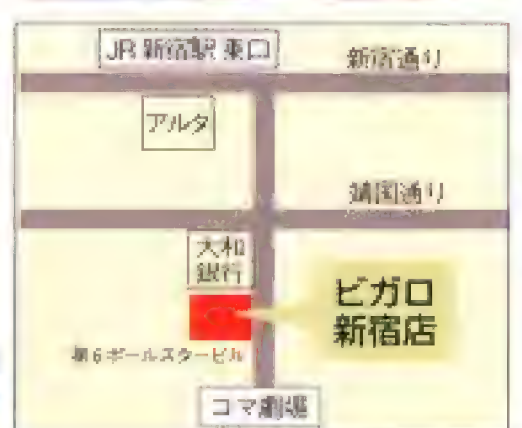 JR 新宿駅 東口
新宿通り
アルタ
靖国通り
大和
銀行
ビガロ
新宿店
第6ポールスタービル
コマ劇場